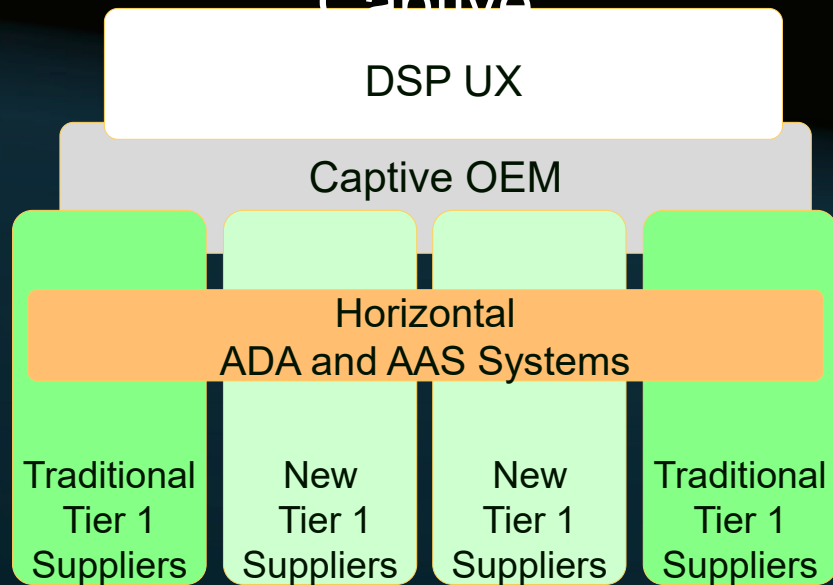 Captive
DSP UX
Captive OEM
Horizontal
ADA and AAS Systems
Traditional
Tier 1
Suppliers
New
Tier 1
Suppliers
New
Tier 1
Suppliers
Traditional
Tier 1
Suppliers